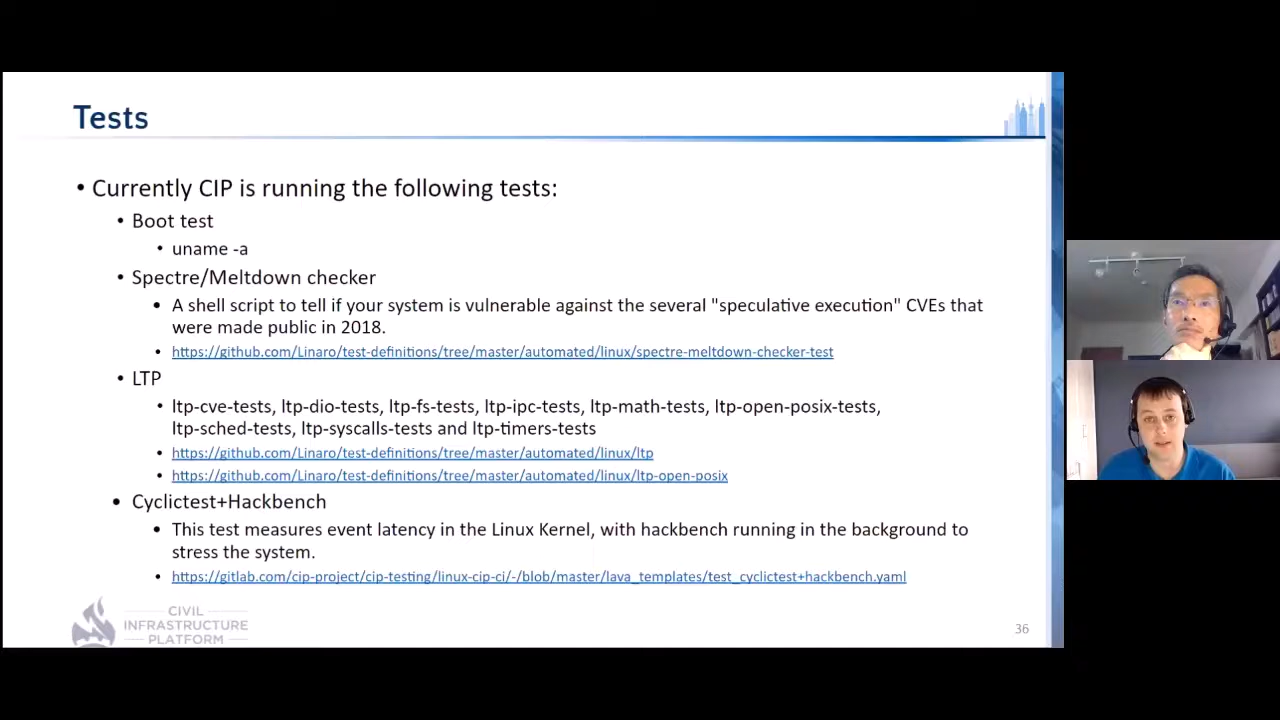 Tests
• Currently CIP is running the following tests:
• Boot test
• uname -a
• Spectre/Meltdown checker
• A shell script to tell if your system is vulnerable against the several "speculative execution" CVEs that
were made public in 2018.
• https://github.com/Linaro/test-definitions/tree/master/automated/linux/spectre-meltdown-checker-test
• LTP
• ltp-cve-tests, ltp-dio-tests, ltp-fs-tests, ltp-ipc-tests, ltp-math-tests, ltp-open-posix-tests,
ltp-sched-tests, ltp-syscalls-tests and ltp-timers-tests
• https://github.com/Linaro/test-definitions/tree/master/automated/linux/ltp
• https://github.com/Linaro/test-definitions/tree/master/automated/linux/ltp-open-posix
• Cyclictest+Hackbench
• This test measures event latency in the Linux Kernel, with hackbench running in the background to
stress the system.
• https://gitlab.com/cip-project/cip-testing/linux-cip-ci/-/blob/master/lava_templates/test_cyclictest+hackbench.yaml
CIVIL
INFRASTRUCTURE
PLATFORM
36